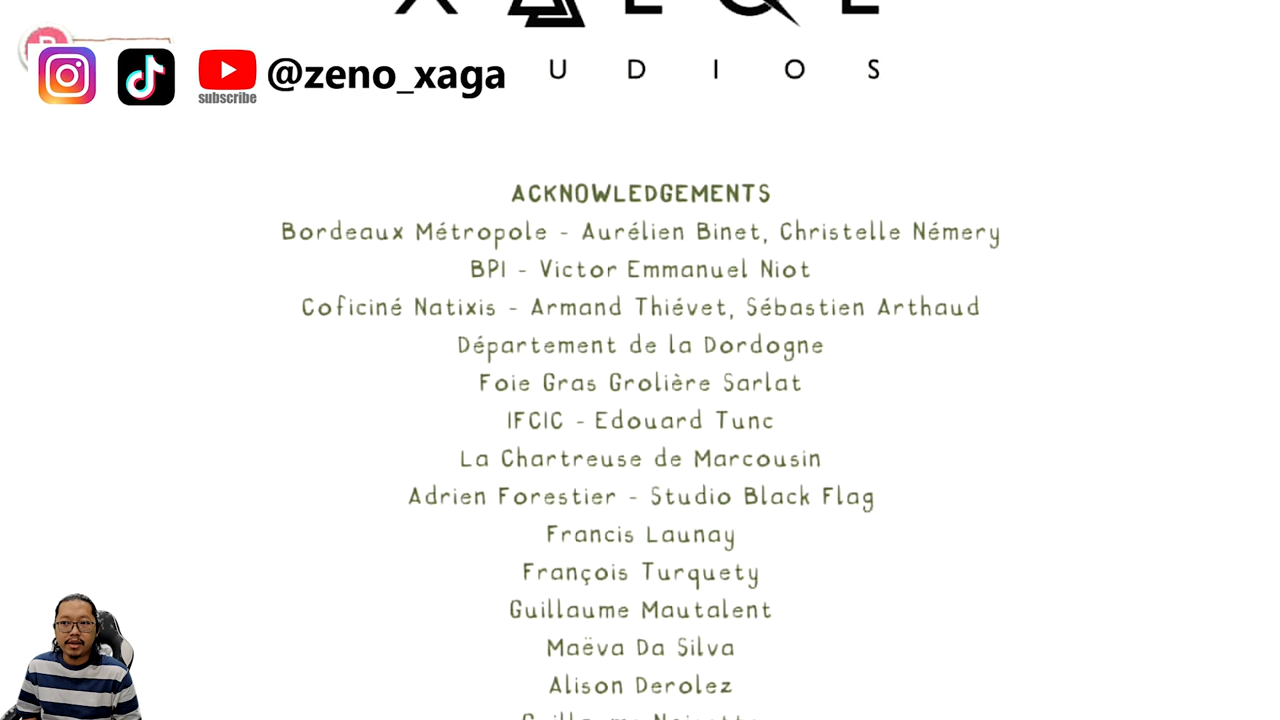 UDIOS
subscribe @zeno_xaga
ACKNOWLEDGEMENTS
Bordeaux Métropole - Aurélien Binet, Christelle Némery
BPI - Victor Emmanuel Niot
Coficiné Natixis - Armand Thiévet, Sébastien Arthaud
Département de la Dordogne
Foie Gras Grolière Sarlat
IFCIC - Edouard Tunc
La Chartreuse de Marcousin
Adrien Forestier - Studio Black Flag
Francis Launay
François Turquety
Guillaume Mautalent
Maëva Da Silva
Alison Derolez